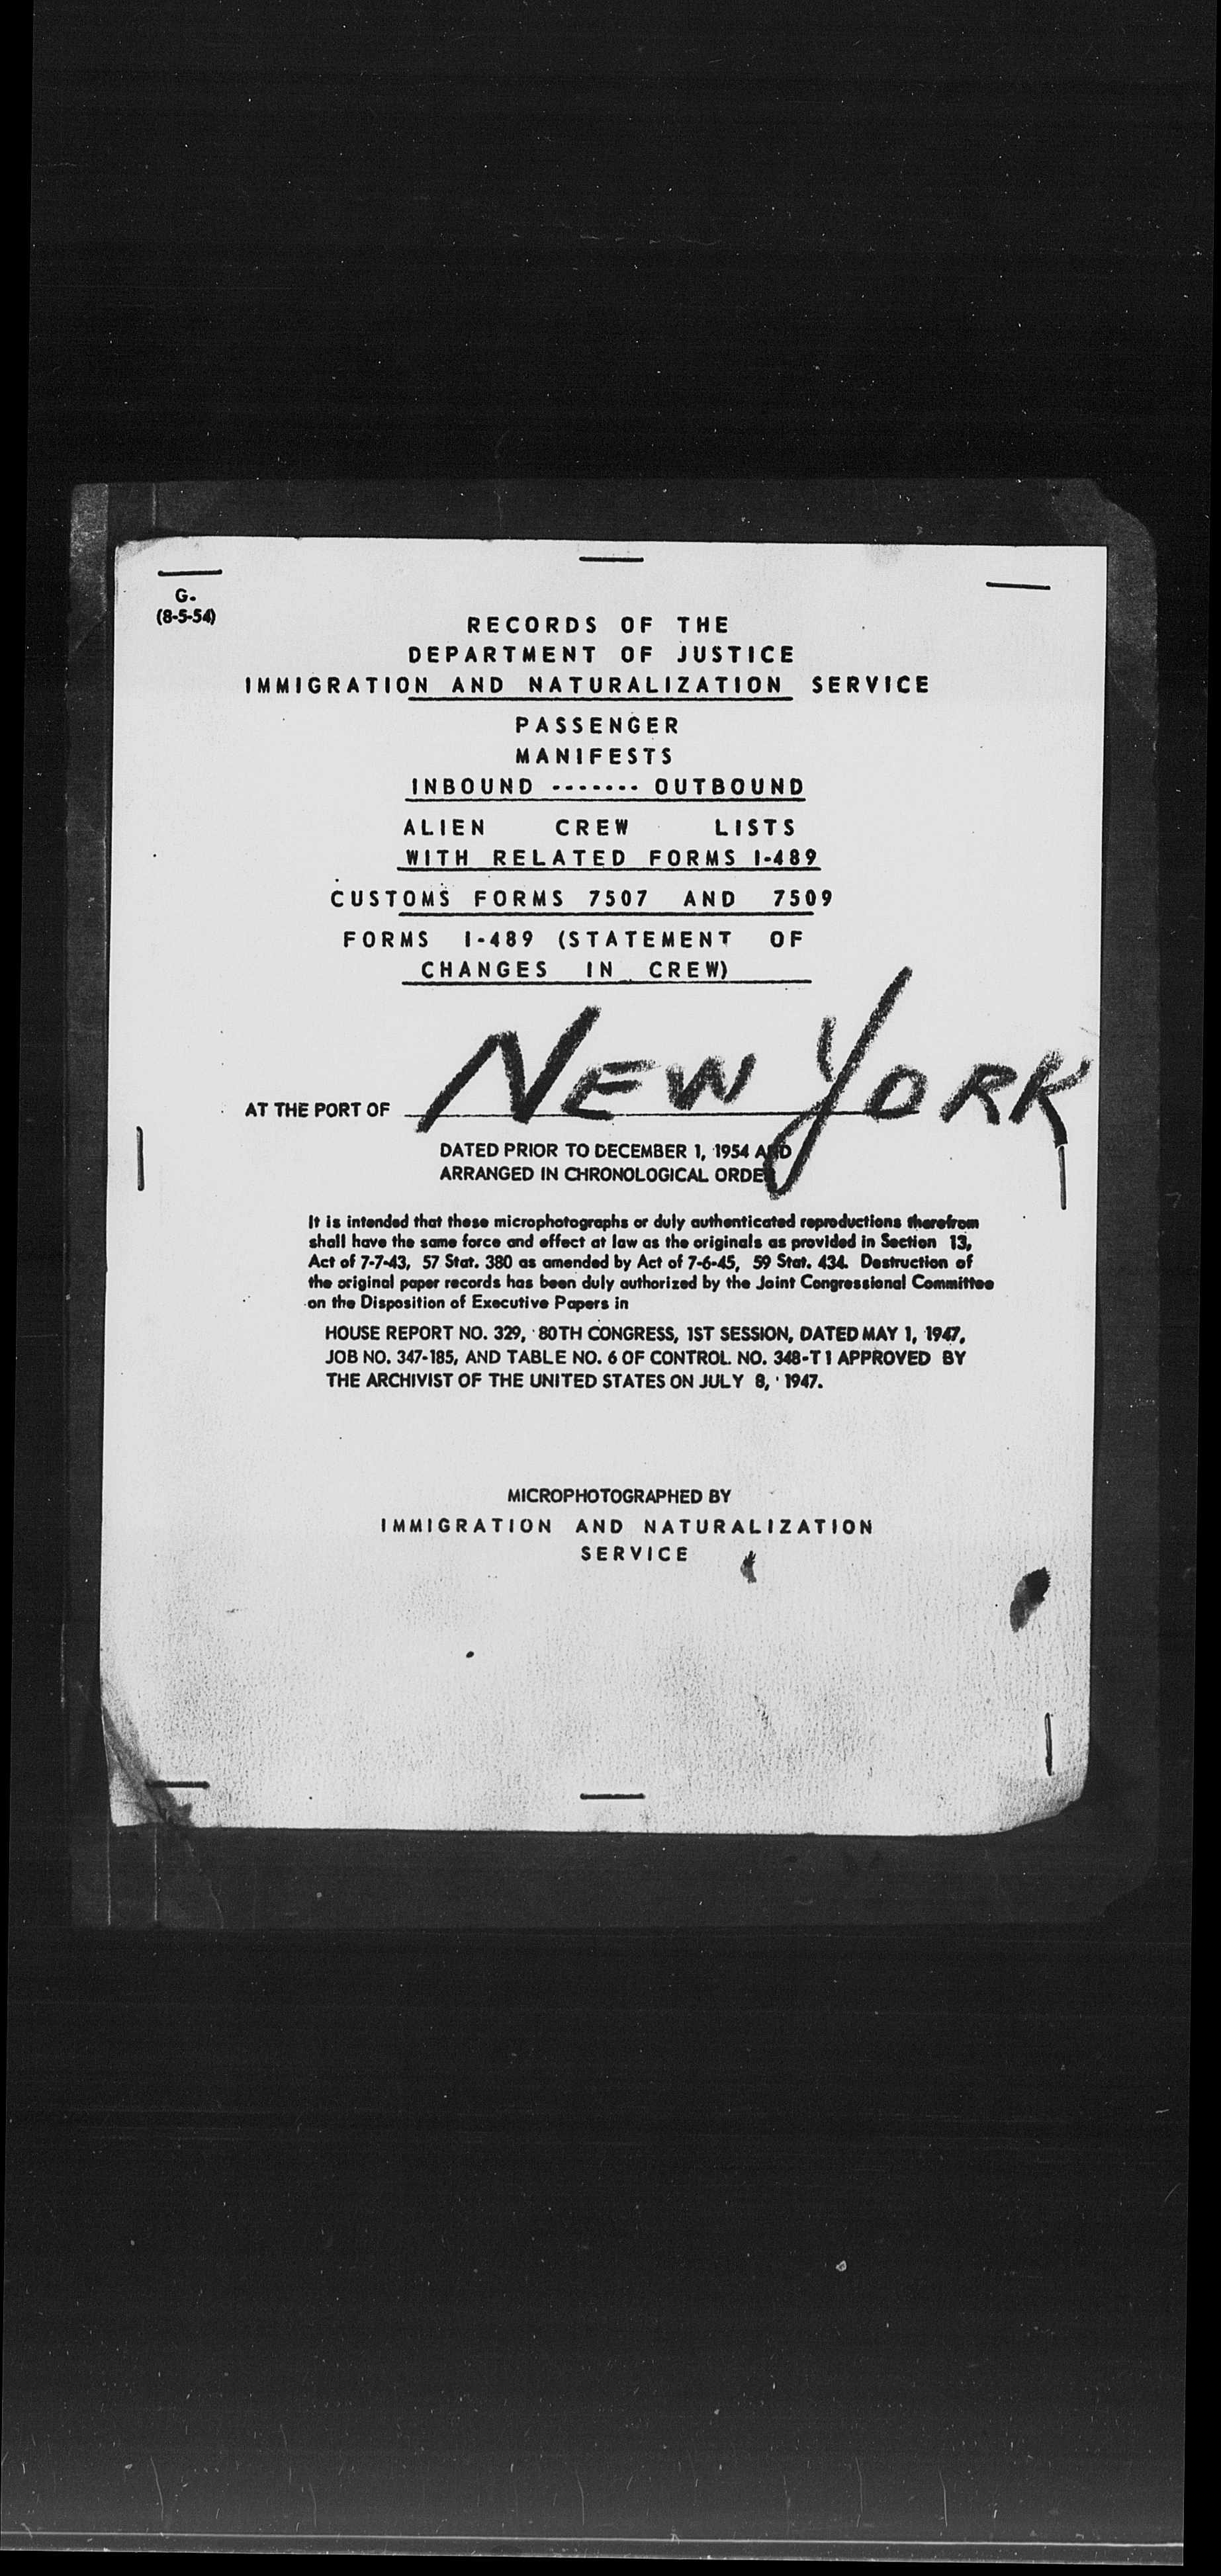 G.
(8-5-54)
RECORDS OF THE
DEPARTMENT OF JUSTICE
IMMIGRATION AND NATURALIZATION SERVICE
PASSENGER
MANIFESTS
INBOUND ------- OUTBOUND
ALIEN CREW LISTS
WITH RELATED FORMS I-489
CUSTOMS FORMS 7507 AND 7509
FORMS I-489 (STATEMENT OF
CHANGES IN CREW)
AT THE PORT OF NEW YORK
DATED PRIOR TO DECEMBER 1, 1954 AND
ARRANGED IN CHRONOLOGICAL ORDER
It is intended that these microphotographs or duly authenticated reproductions therefrom
shall have the same force and effect at law as the originals as provided in Section 13,
Act of 7-7-43, 57 Stat. 380 as amended by Act of 7-6-45, 59 Stat. 434. Destruction of
the original paper records has been duly authorized by the Joint Congressional Committee
on the Disposition of Executive Papers in
HOUSE REPORT NO. 329, 80TH CONGRESS, 1ST SESSION, DATED MAY 1, 1947,
JOB NO. 347-185, AND TABLE NO. 6 OF CONTROL NO. 348-T1 APPROVED BY
THE ARCHIVIST OF THE UNITED STATES ON JULY 8, 1947.
MICROPHOTOGRAPHED BY
IMMIGRATION AND NATURALIZATION
SERVICE